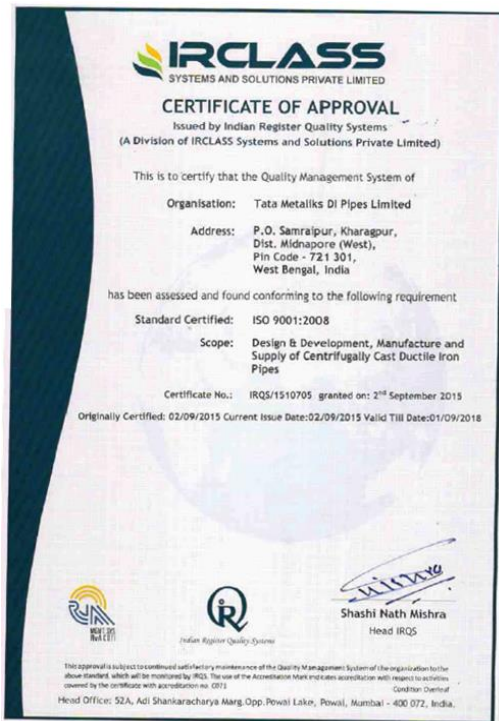 IRCLASS
SYSTEMS AND SOLUTIONS PRIVATE LIMITED
CERTIFICATE OF APPROVAL
Issued by Indian Register Quality Systems
(A Division of IRCLASS Systems and Solutions Private Limited)
This is to certify that the Quality Management System of
Organisation: Tata Metaliks DI Pipes Limited
Address: P.O. Samraipur, Kharagpur,
Dist. Midnapore (West),
Pin Code - 721 301,
West Bengal, India
has been assessed and found conforming to the following requirement
Standard Certified: ISO 9001:2008
Scope: Design & Development, Manufacture and
Supply of Centrifugally Cast Ductile Iron
Pipes
Certificate No.: IRQS/1510705 granted on: 2nd September 2015
Originally Certified: 02/09/2015 Current Issue Date:02/09/2015 Valid Till Date:01/09/2018
Shashi Nath Mishra
Head IRQS
RvA
MGMT. SYS.
RvA C071
IR
Indian Register Quality Systems
This approval is subject to continued satisfactory maintenance of the Quality Management System of the organization to the
above standard, which will be monitored by IRQS. The use of the Accreditation Mark indicates accreditation with respect to activities
covered by the certificate with accreditation no. C071
Condition Overleaf
Head Office: 52A, Adi Shankaracharya Marg.Opp.Powai Lake, Powai, Mumbai - 400 072, India.